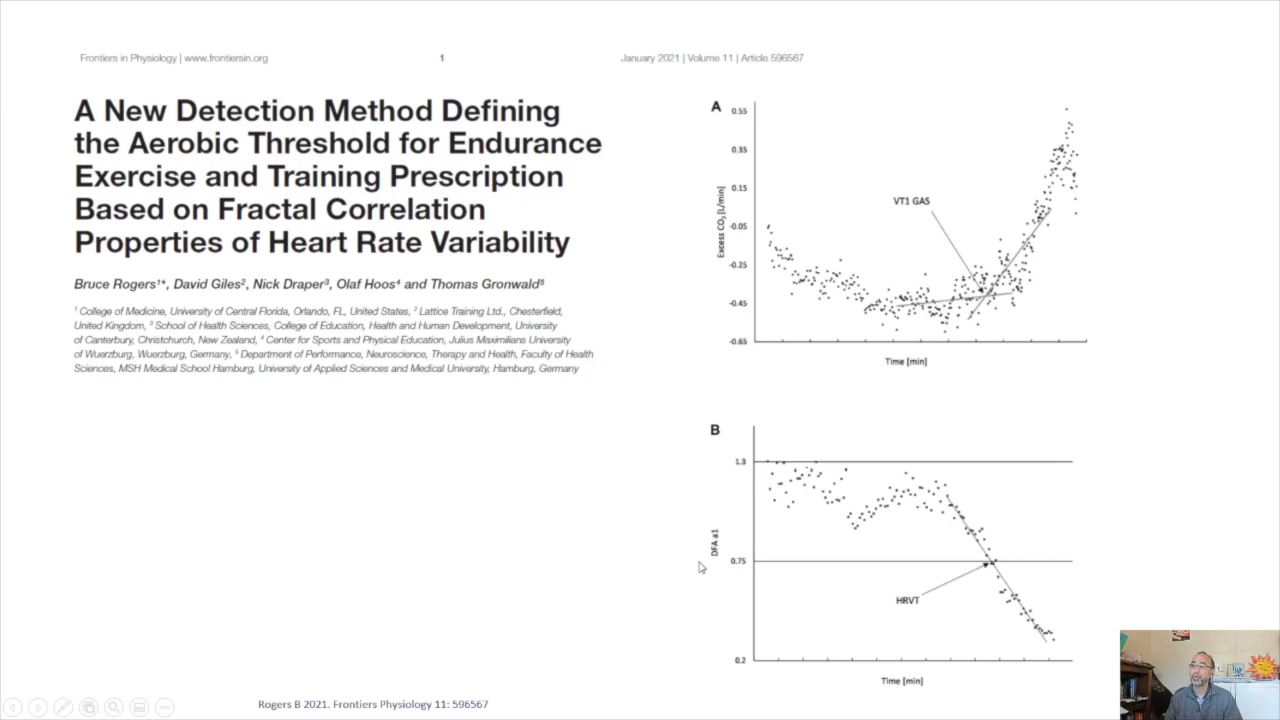 Frontiers in Physiology | www.frontiersin.org
1
January 2021 | Volume 11 | Article 596567
A New Detection Method Defining
the Aerobic Threshold for Endurance
Exercise and Training Prescription
Based on Fractal Correlation
Properties of Heart Rate Variability
Bruce Rogers¹*, David Giles², Nick Draper³, Olaf Hoos⁴ and Thomas Gronwald⁵
¹ College of Medicine, University of Central Florida, Orlando, FL, United States, ² Lattice Training Ltd., Chesterfield,
United Kingdom, ³ School of Health Sciences, College of Education, Health and Human Development, University
of Canterbury, Christchurch, New Zealand, ⁴ Center for Sports and Physical Education, Julius Maximilians University
of Wuerzburg, Wuerzburg, Germany, ⁵ Department of Performance, Neuroscience, Therapy and Health, Faculty of Health
Sciences, MSH Medical School Hamburg, University of Applied Sciences and Medical University, Hamburg, Germany
A
0.55
0.35
0.15
-0.05
-0.25
-0.45
-0.65
Excess CO₂ [L/min]
VT1 GAS
Time [min]
B
1.3
0.75
0.2
DFA a1
HRVT
Time [min]
Rogers B 2021. Frontiers Physiology 11: 596567